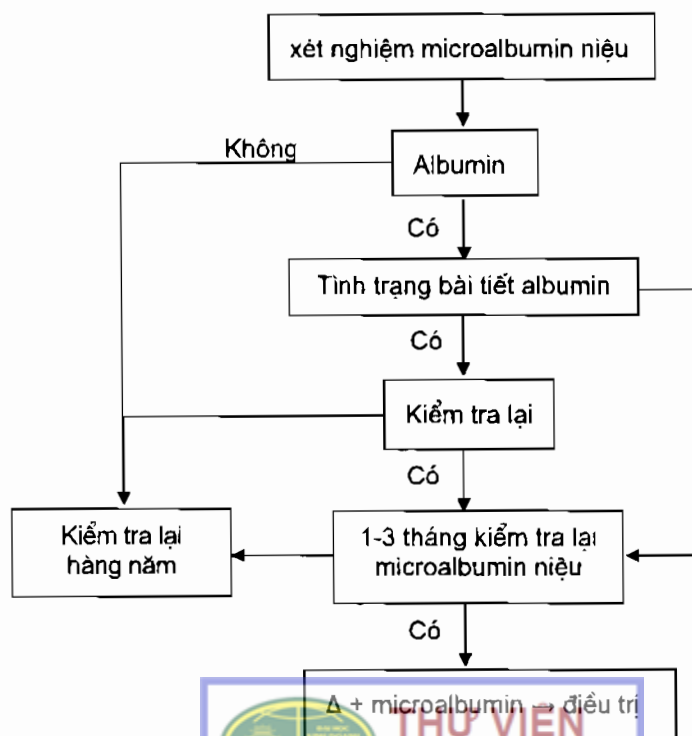 xét nghiệm microalbumin niệu
Không
Albumin
Có
Tình trạng bài tiết albumin
Có
Kiểm tra lại
Có
Kiểm tra lại
hàng năm
1-3 tháng kiểm tra lại
microalbumin niệu
Có
Δ + microalbumin → điều trị
THƯ VIỆN